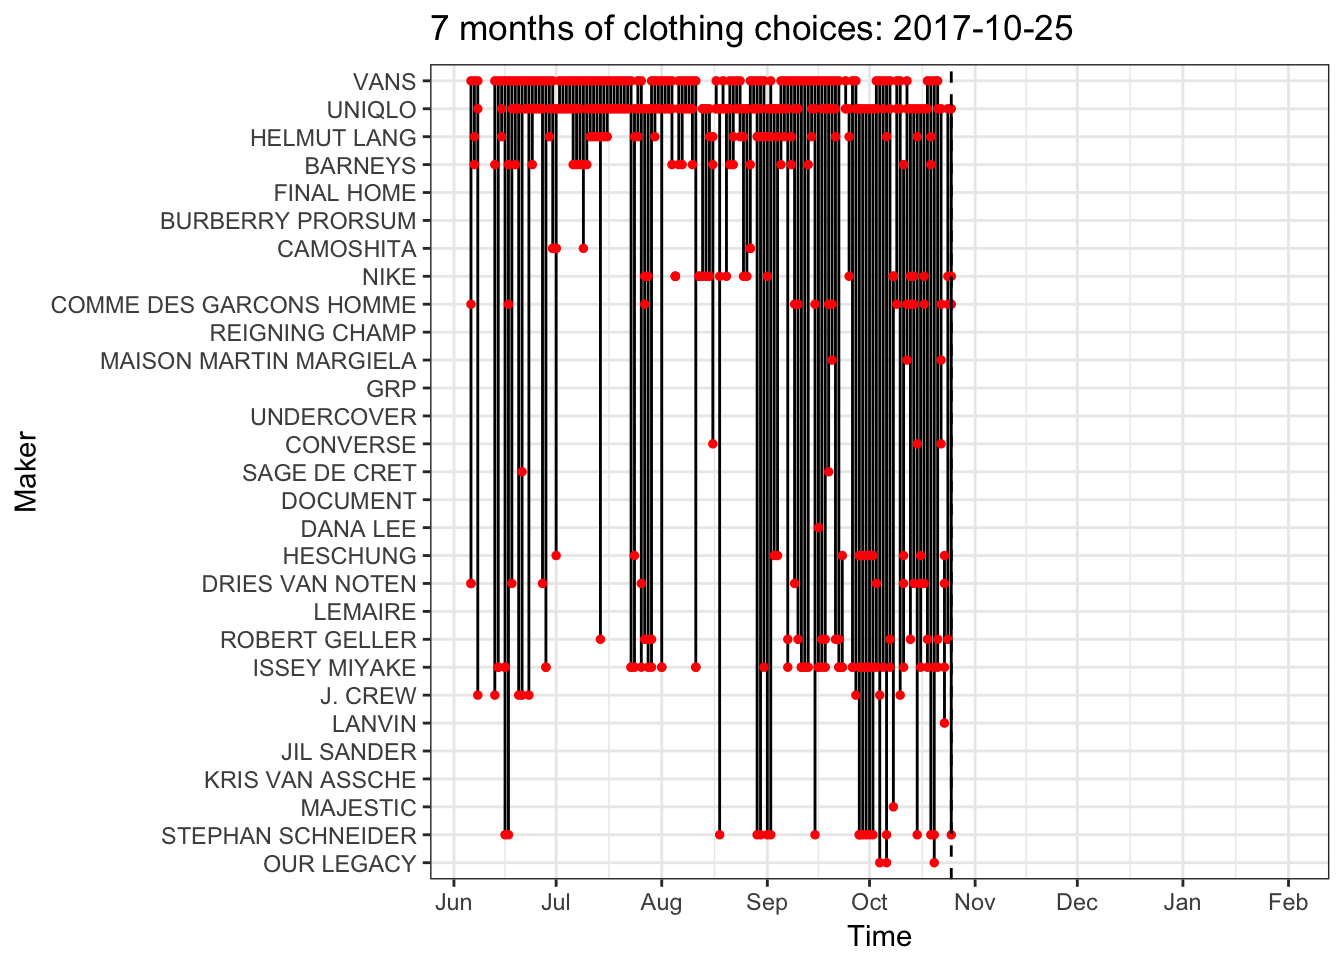 7 months of clothing choices: 2017-10-25
VANS
UNIQLO
HELMUT LANG
BARNEYS
FINAL HOME
BURBERRY PRORSUM
CAMOSHITA
NIKE
COMME DES GARCONS HOMME
REIGNING CHAMP
MAISON MARTIN MARGIELA
GRP
UNDERCOVER
CONVERSE
SAGE DE CRET
DOCUMENT
DANA LEE
HESCHUNG
DRIES VAN NOTEN
LEMAIRE
ROBERT GELLER
ISSEY MIYAKE
J. CREW
LANVIN
JIL SANDER
KRIS VAN ASSCHE
MAJESTIC
STEPHAN SCHNEIDER
OUR LEGACY
Maker
Jun Jul Aug Sep Oct Nov Dec Jan Feb
Time